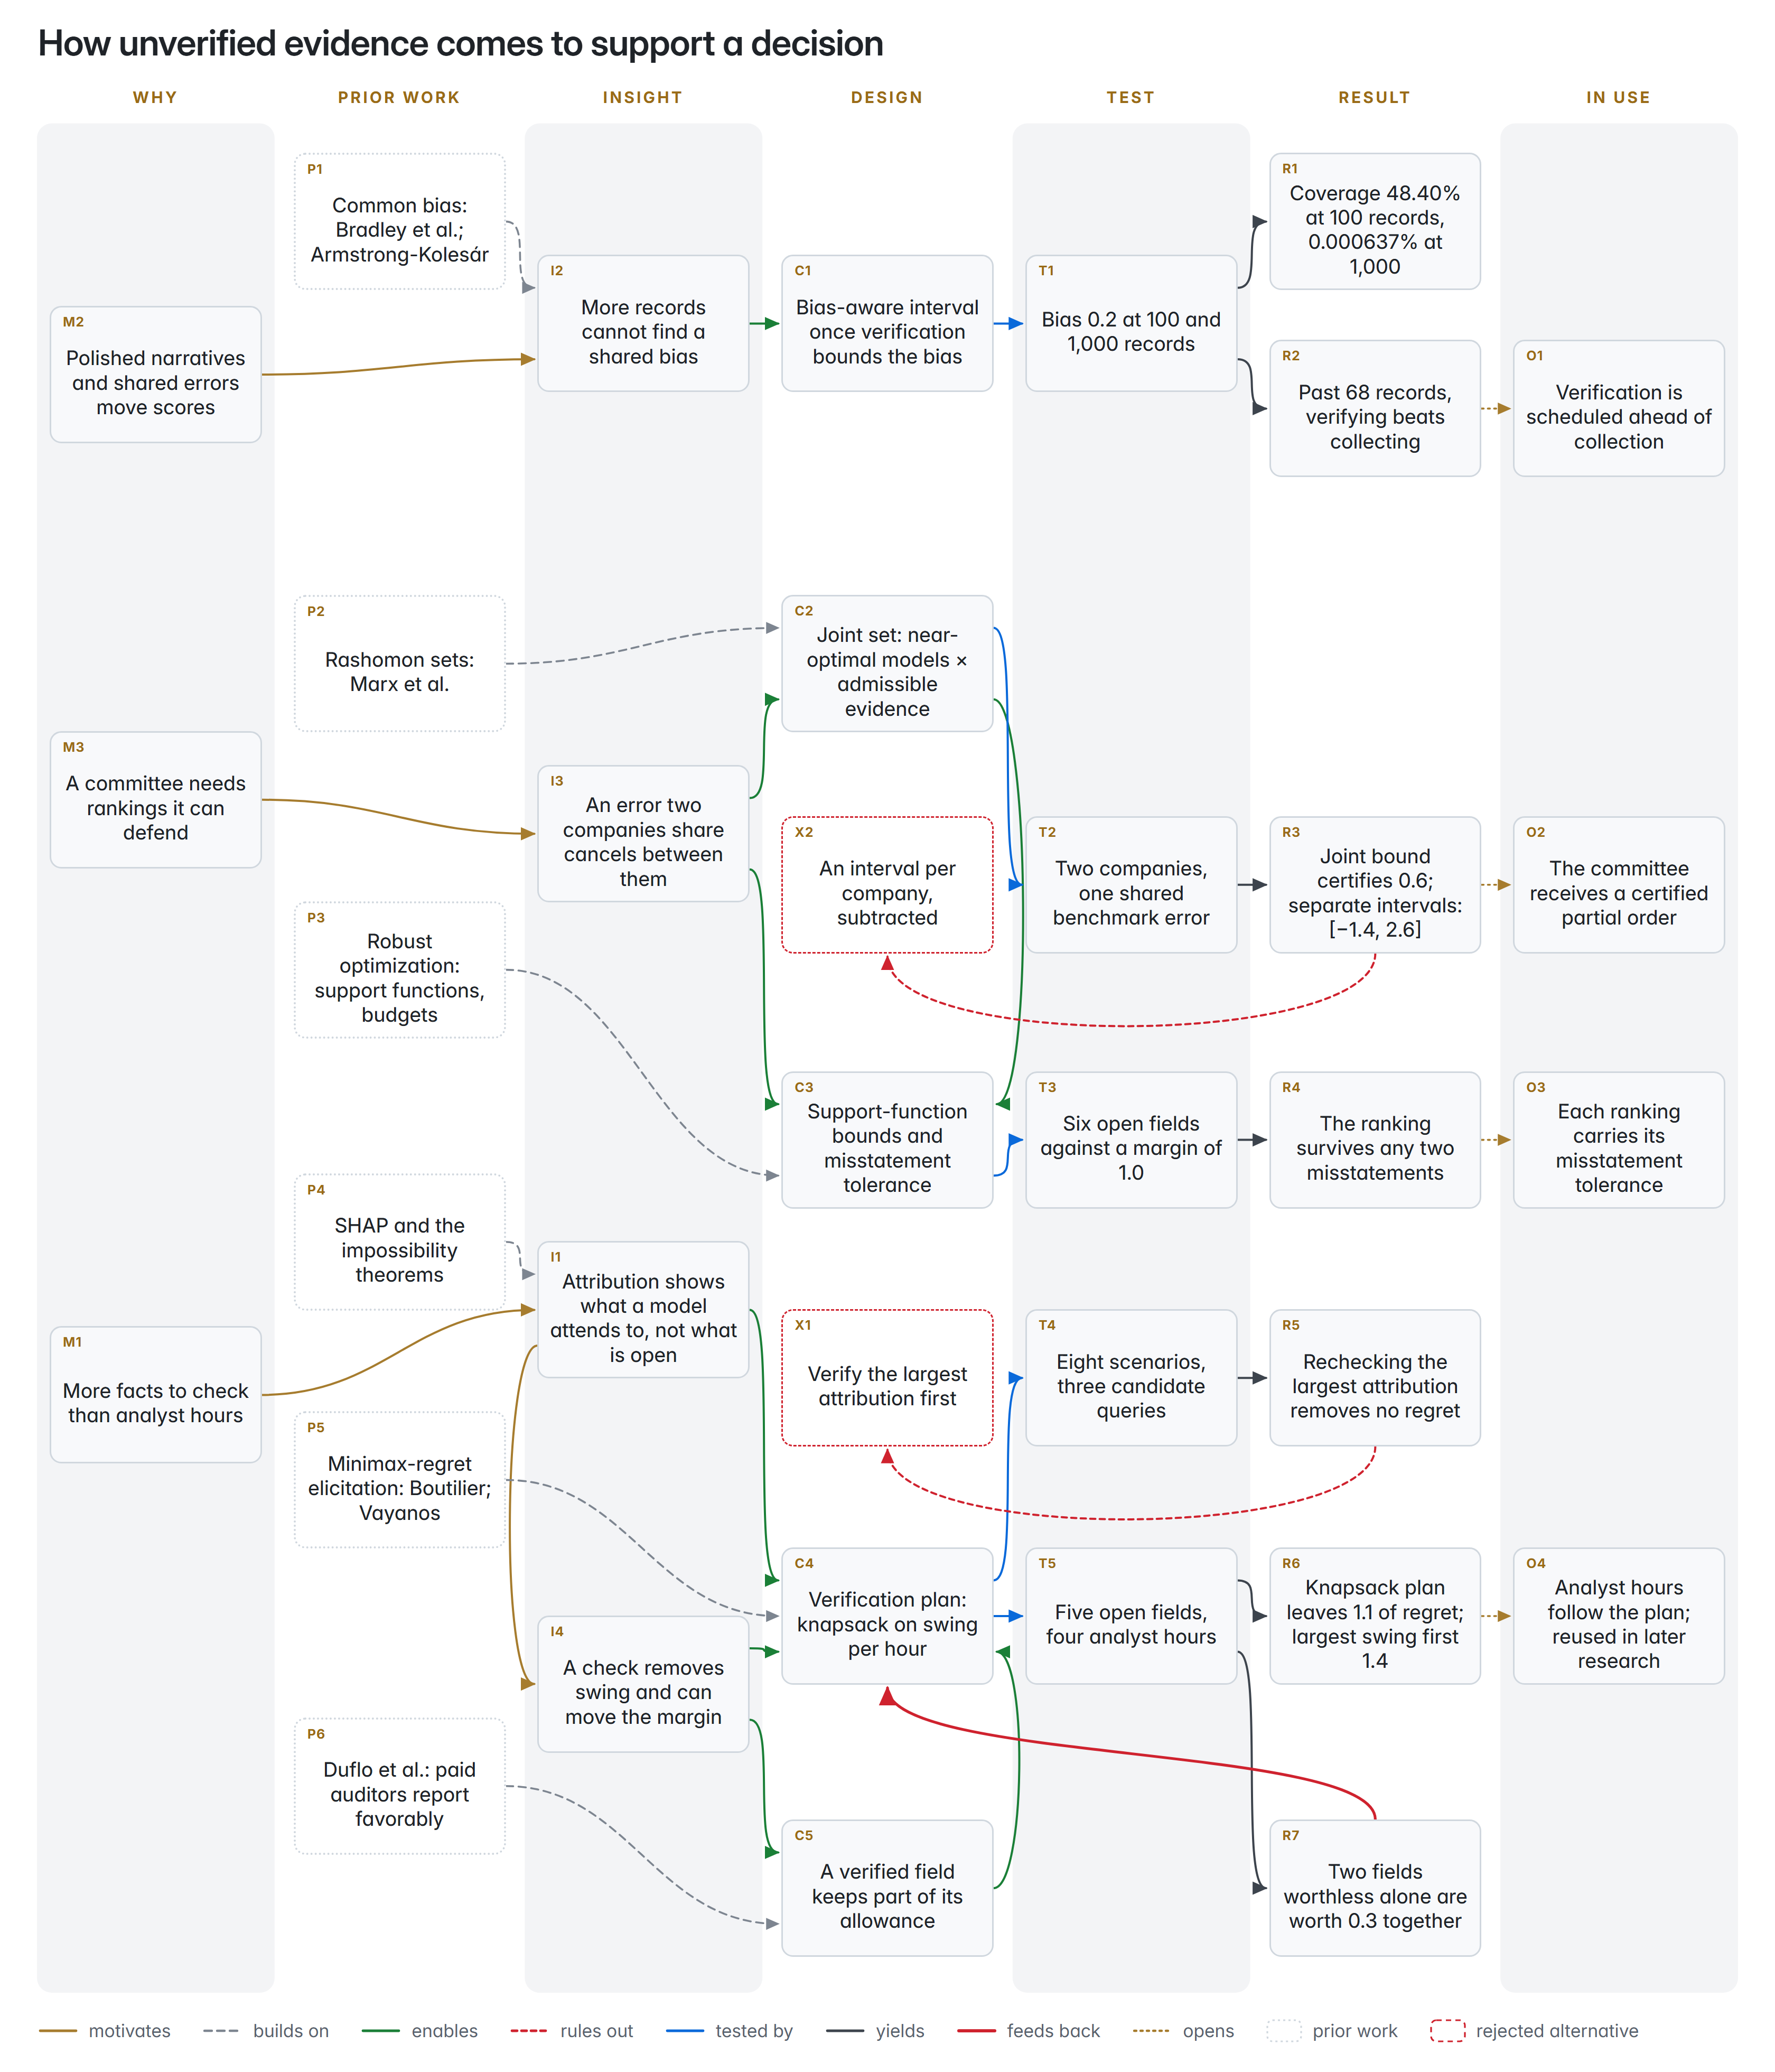 How unverified evidence comes to support a decision
WHY
PRIOR WORK
INSIGHT
DESIGN
TEST
RESULT
IN USE
M2
Polished narratives
and shared errors
move scores
M3
A committee needs
rankings it can
defend
M1
More facts to check
than analyst hours
P1
Common bias:
Bradley et al.;
Armstrong-Kolesár
P2
Rashomon sets:
Marx et al.
P3
Robust
optimization:
support functions,
budgets
P4
SHAP and the
impossibility
theorems
P5
Minimax-regret
elicitation: Boutilier;
Vayanos
P6
Duflo et al.: paid
auditors report
favorably
I2
More records
cannot find a
shared bias
I3
An error two
companies share
cancels between
them
I1
Attribution shows
what a model
attends to, not what
is open
I4
A check removes
swing and can
move the margin
C1
Bias-aware interval
once verification
bounds the bias
C2
Joint set: near-
optimal models ×
admissible
evidence
X2
An interval per
company,
subtracted
C3
Support-function
bounds and
misstatement
tolerance
X1
Verify the largest
attribution first
C4
Verification plan:
knapsack on swing
per hour
C5
A verified field
keeps part of its
allowance
T1
Bias 0.2 at 100 and
1,000 records
T2
Two companies,
one shared
benchmark error
T3
Six open fields
against a margin of
1.0
T4
Eight scenarios,
three candidate
queries
T5
Five open fields,
four analyst hours
R1
Coverage 48.40%
at 100 records,
0.000637% at
1,000
R2
Past 68 records,
verifying beats
collecting
R3
Joint bound
certifies 0.6;
separate intervals:
[−1.4, 2.6]
R4
The ranking
survives any two
misstatements
R5
Rechecking the
largest attribution
removes no regret
R6
Knapsack plan
leaves 1.1 of regret;
largest swing first
1.4
R7
Two fields
worthless alone are
worth 0.3 together
O1
Verification is
scheduled ahead of
collection
O2
The committee
receives a certified
partial order
O3
Each ranking
carries its
misstatement
tolerance
O4
Analyst hours
follow the plan;
reused in later
research
motivates
builds on
enables
rules out
tested by
yields
feeds back
opens
prior work
rejected alternative